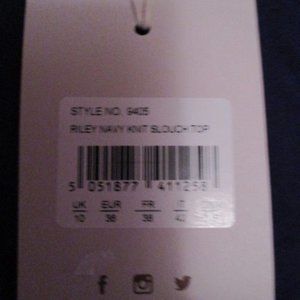 STYLE NO. 9405
RILEY NAVY KNIT SLOUCH TOP
5 051877 411258
UK EUR FR IT
10 38 38 42